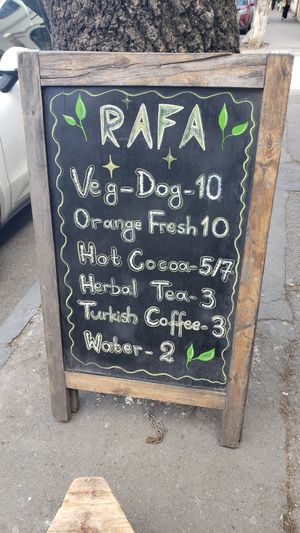 RAFA
Veg-Dog-10
Orange Fresh 10
Hot Cocoa-5/7
Herbal Tea-3
Turkish Coffee-3
Water-2